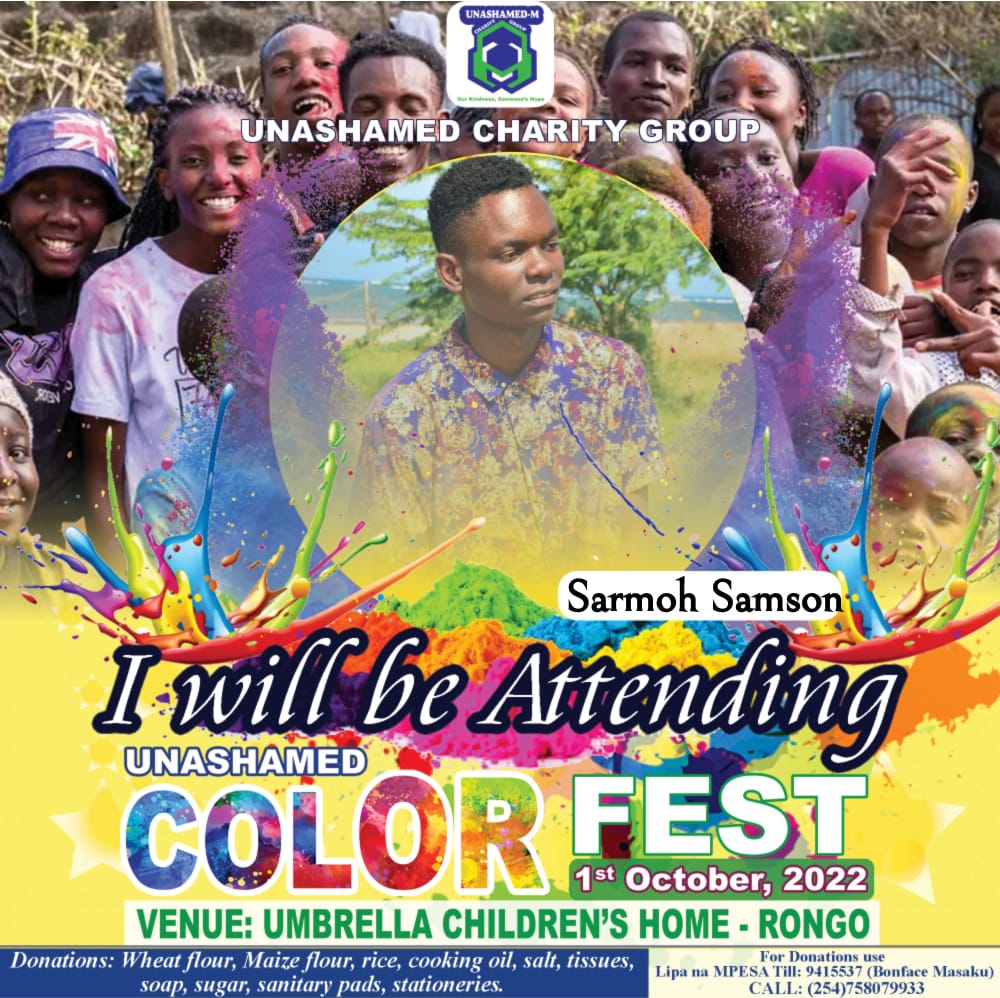 UNASHAMED-M
CHARITY GROUP
Our Kindness, Someone's Hope
UNASHAMED CHARITY GROUP
Sarmoh Samson
I will be Attending
UNASHAMED
COLOR FEST
1st October, 2022
VENUE: UMBRELLA CHILDREN'S HOME - RONGO
Donations: Wheat flour, Maize flour, rice, cooking oil, salt, tissues,
soap, sugar, sanitary pads, stationeries.
For Donations use
Lipa na MPESA Till: 9415537 (Bonface Masaku)
CALL: (254)758079933